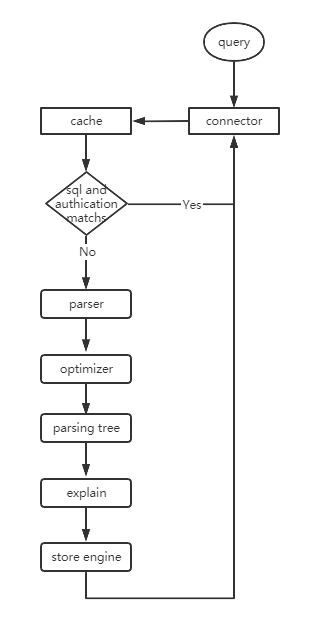 query
cache
connector
sql and
authication
matchs
Yes
No
parser
optimizer
parsing tree
explain
store engine